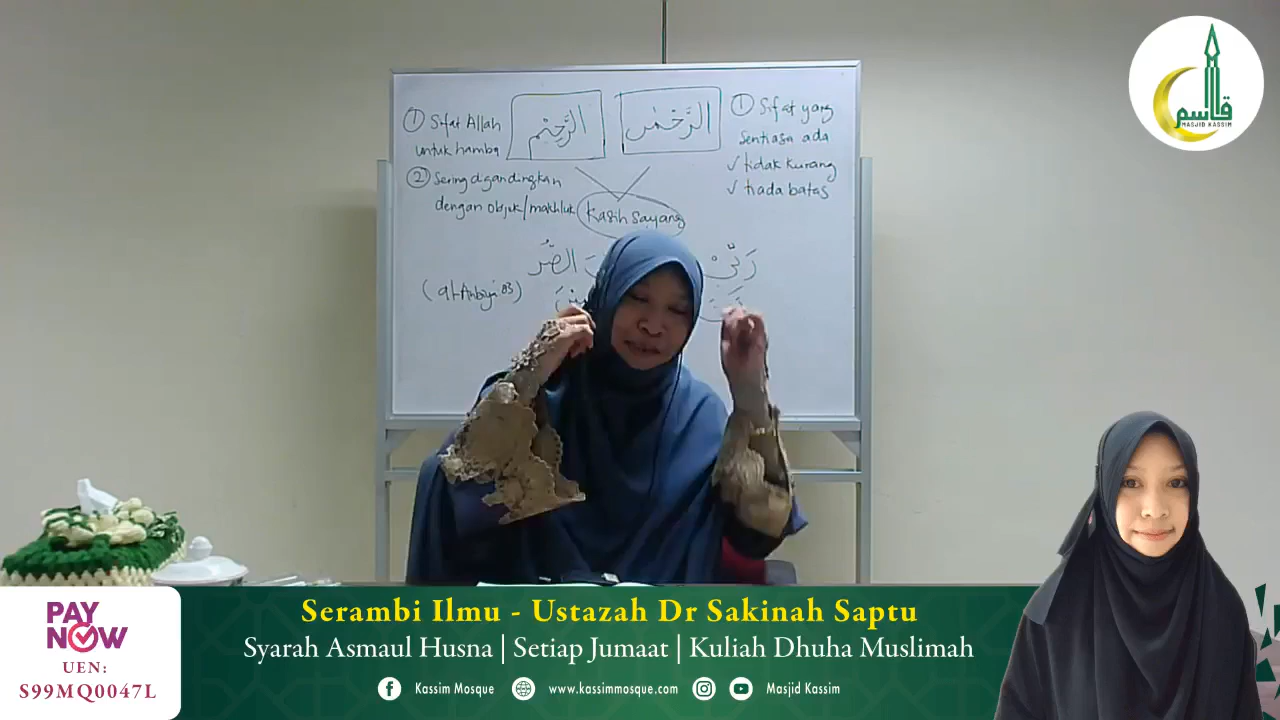 قاسم
MASJID KASSIM
① Sifat Allah
untuk hamba
الرَّحِيْم
الرَّحْمٰن
① Sifat yang
sentiasa ada
✓ tidak kurang
✓ tiada batas
② Sering digandingkan
dengan objek/makhluk
Kasih sayang
الضُّر
(al-Anbiya' 83)
PAY
NOW
UEN:
S99MQ0047L
Serambi Ilmu - Ustazah Dr Sakinah Saptu
Syarah Asmaul Husna | Setiap Jumaat | Kuliah Dhuha Muslimah
Kassim Mosque
www.kassimmosque.com
Masjid Kassim